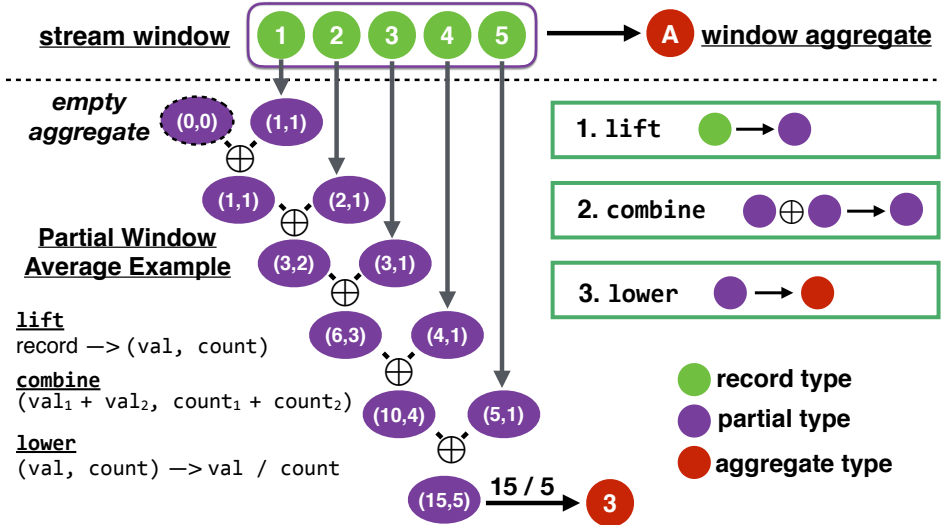 stream window 1 2 3 4 5 A window aggregate
empty
aggregate
(0,0) (1,1)
⊕
(1,1) (2,1)
⊕
Partial Window
Average Example
(3,2) (3,1)
⊕
(6,3) (4,1)
⊕
(10,4) (5,1)
⊕
(15,5) 15 / 5 3
lift
record —> (val, count)
combine
(val₁ + val₂, count₁ + count₂)
lower
(val, count) —> val / count
1. lift
2. combine ⊕
3. lower
record type
partial type
aggregate type